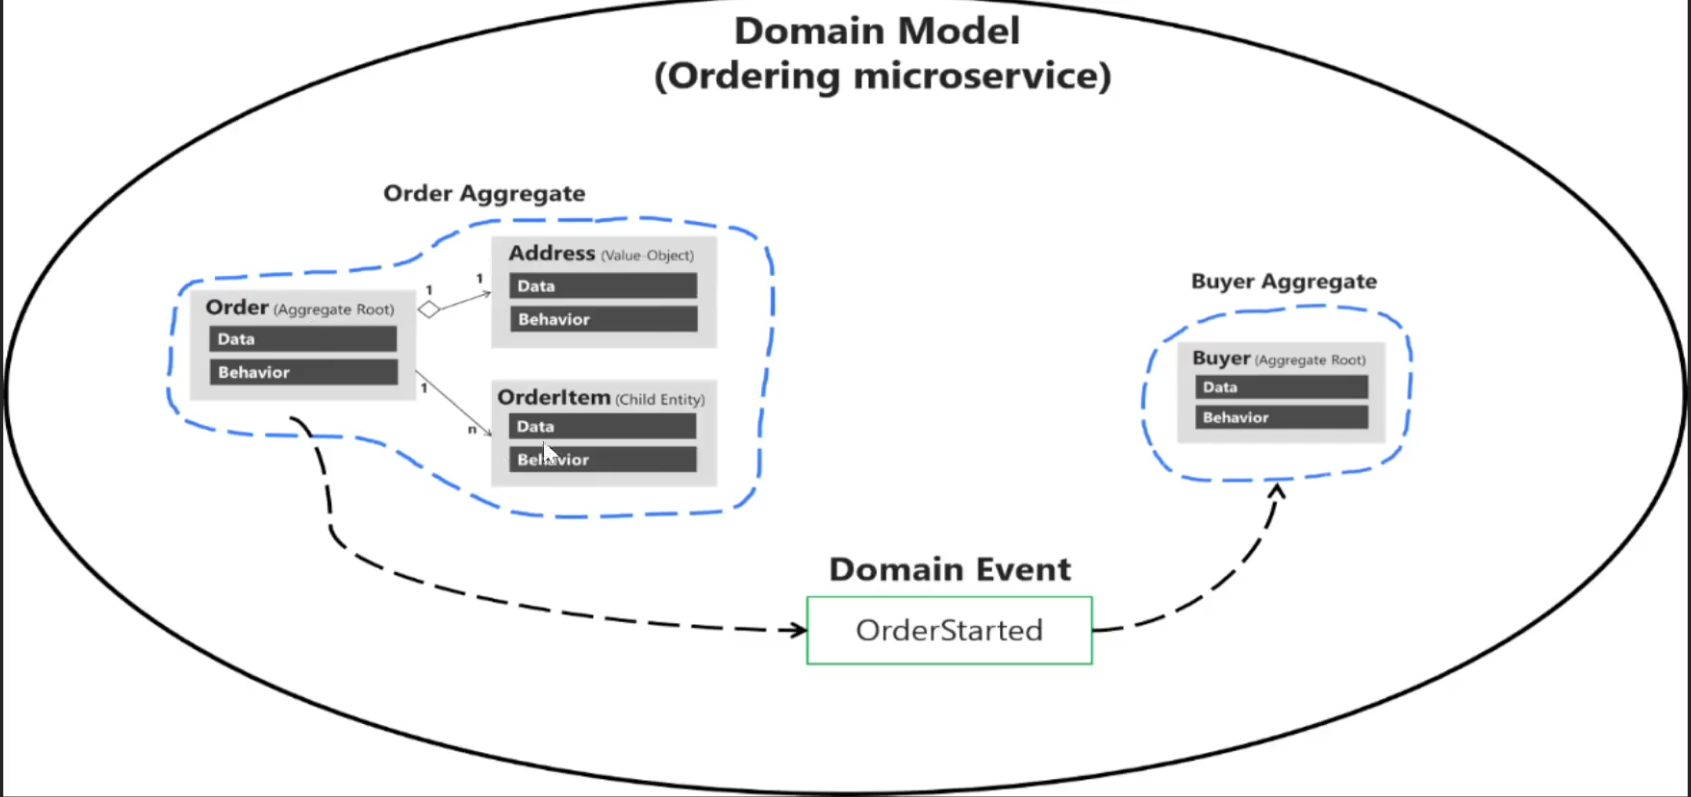 Domain Model
(Ordering microservice)
Order Aggregate
Address (Value-Object)
Data
Behavior
1
1
Order (Aggregate Root)
Data
Behavior
1
n
OrderItem (Child Entity)
Data
Behavior
Buyer Aggregate
Buyer (Aggregate Root)
Data
Behavior
Domain Event
OrderStarted